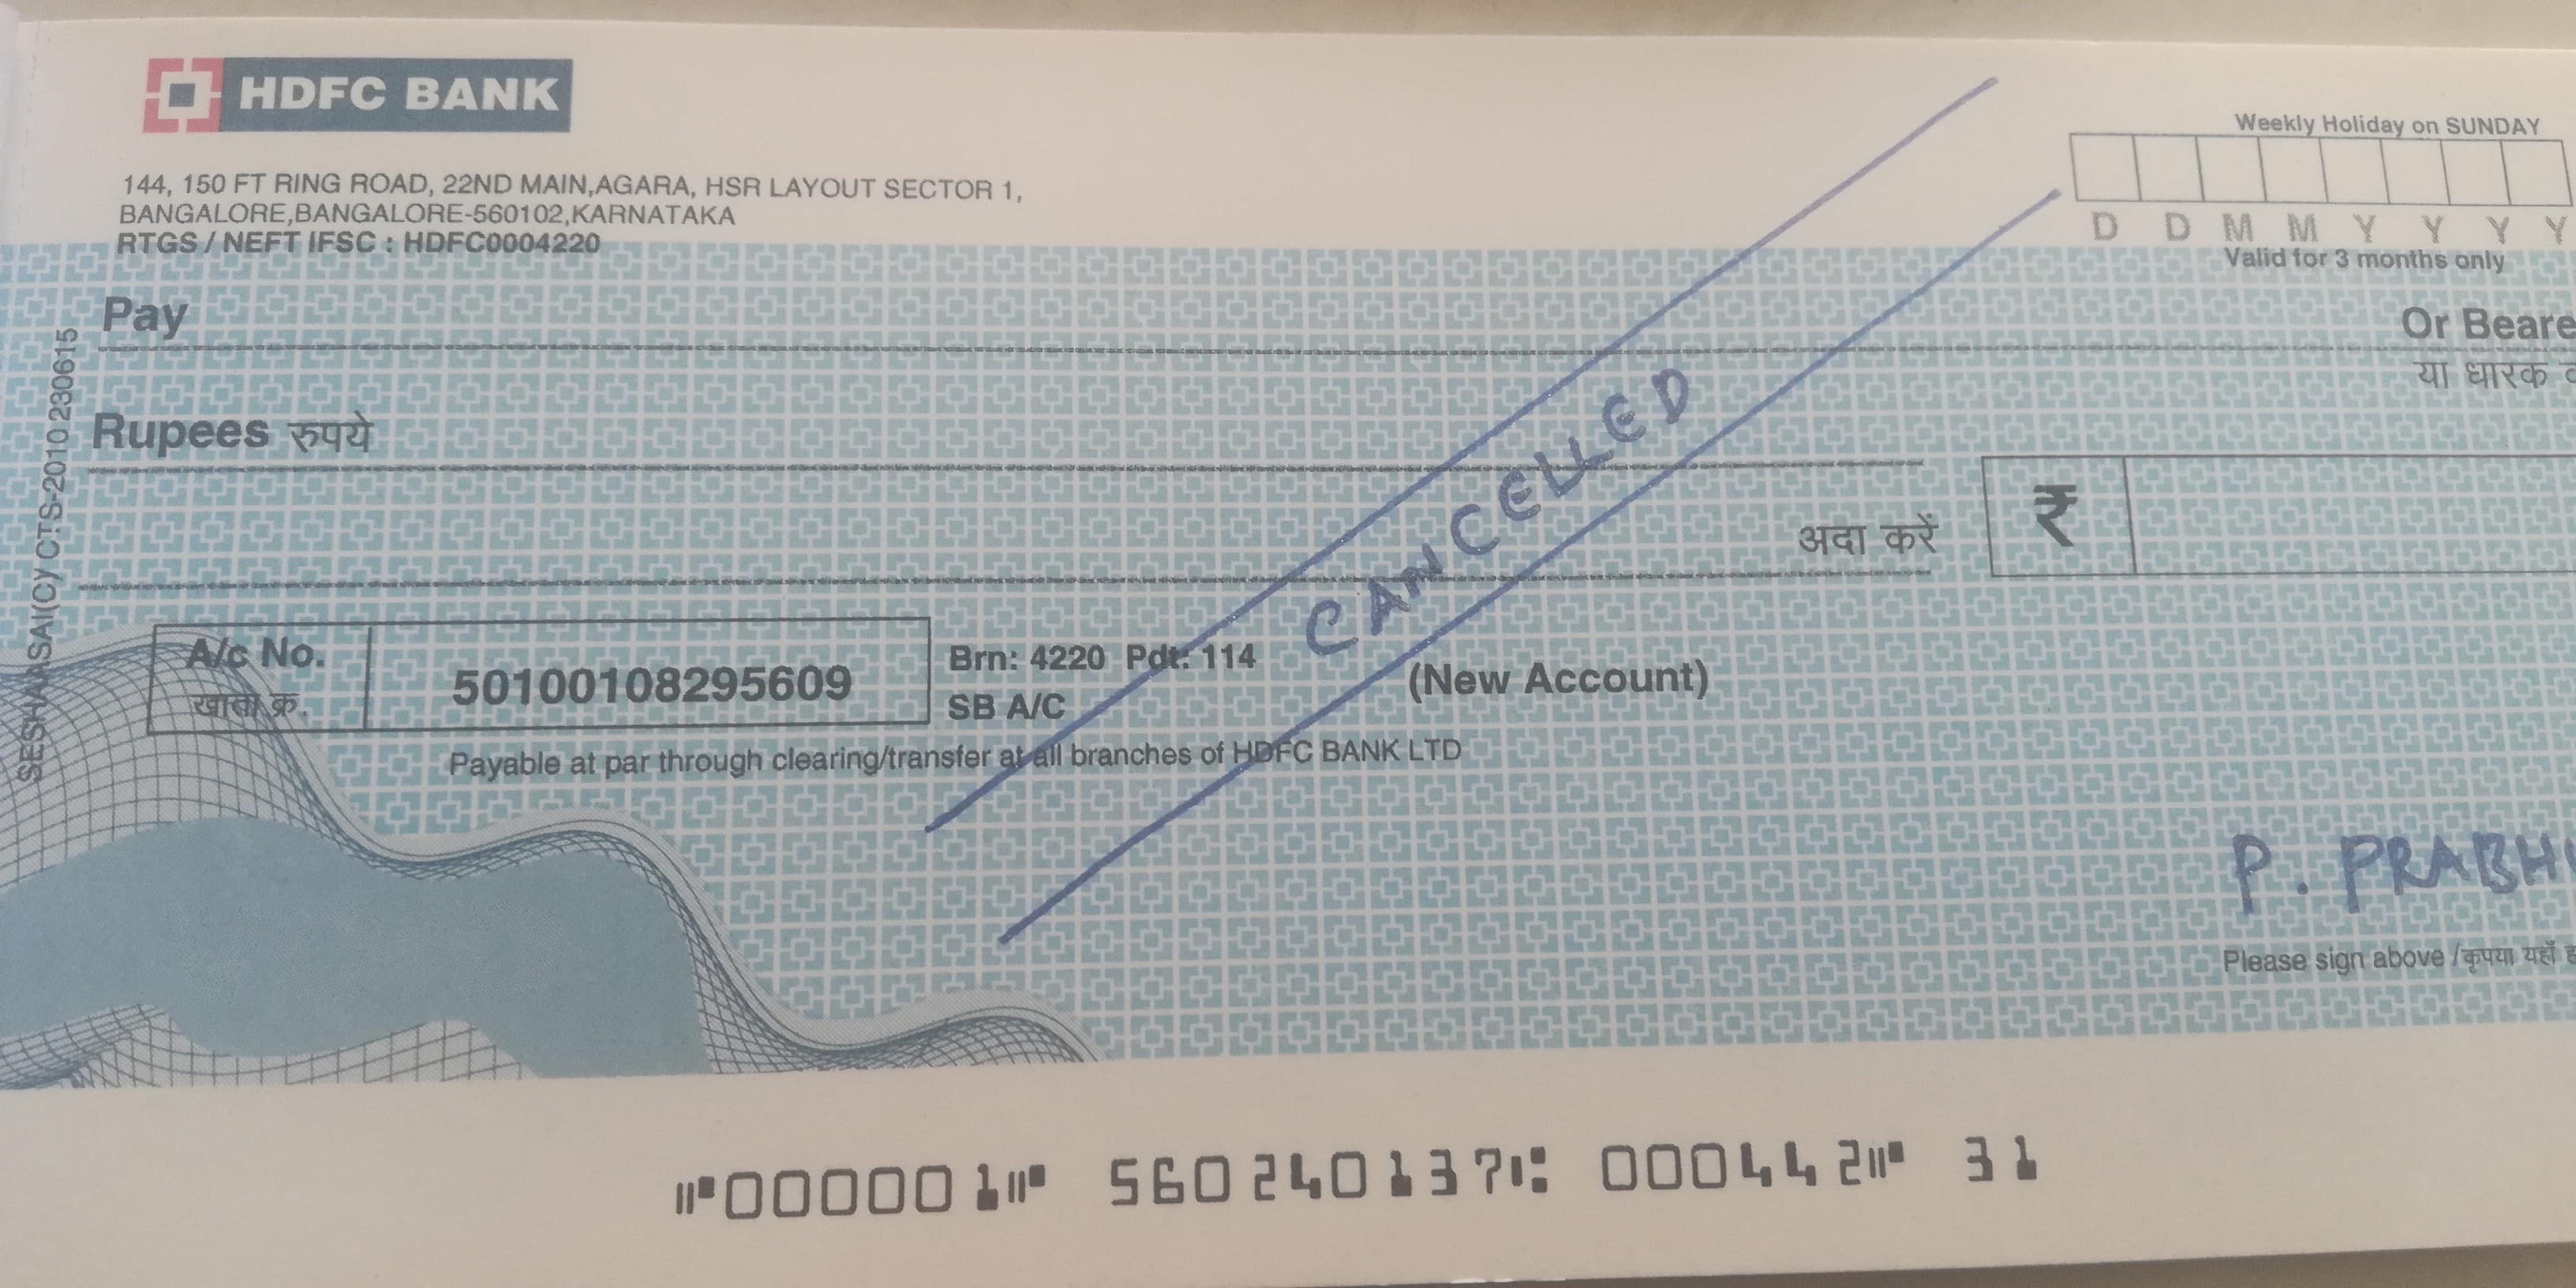 HDFC BANK
144, 150 FT RING ROAD, 22ND MAIN,AGARA, HSR LAYOUT SECTOR 1,
BANGALORE,BANGALORE-560102,KARNATAKA
RTGS / NEFT IFSC : HDFC0004220
Weekly Holiday on SUNDAY
D D M M Y Y Y Y
Valid for 3 months only
Pay
Or Beare
या धारक
Rupees रुपये
अदा करें
₹
CANCELLED
A/c No.
खाता क्र.
50100108295609
Brn: 4220 Pdt: 114
SB A/C
(New Account)
Payable at par through clearing/transfer at all branches of HDFC BANK LTD
SESHAASAI(C) CTS-2010 230615
P. PRABH
Please sign above /कृपया यहाँ
⑈000001⑈ 560240137⑆ 000442⑈ 31